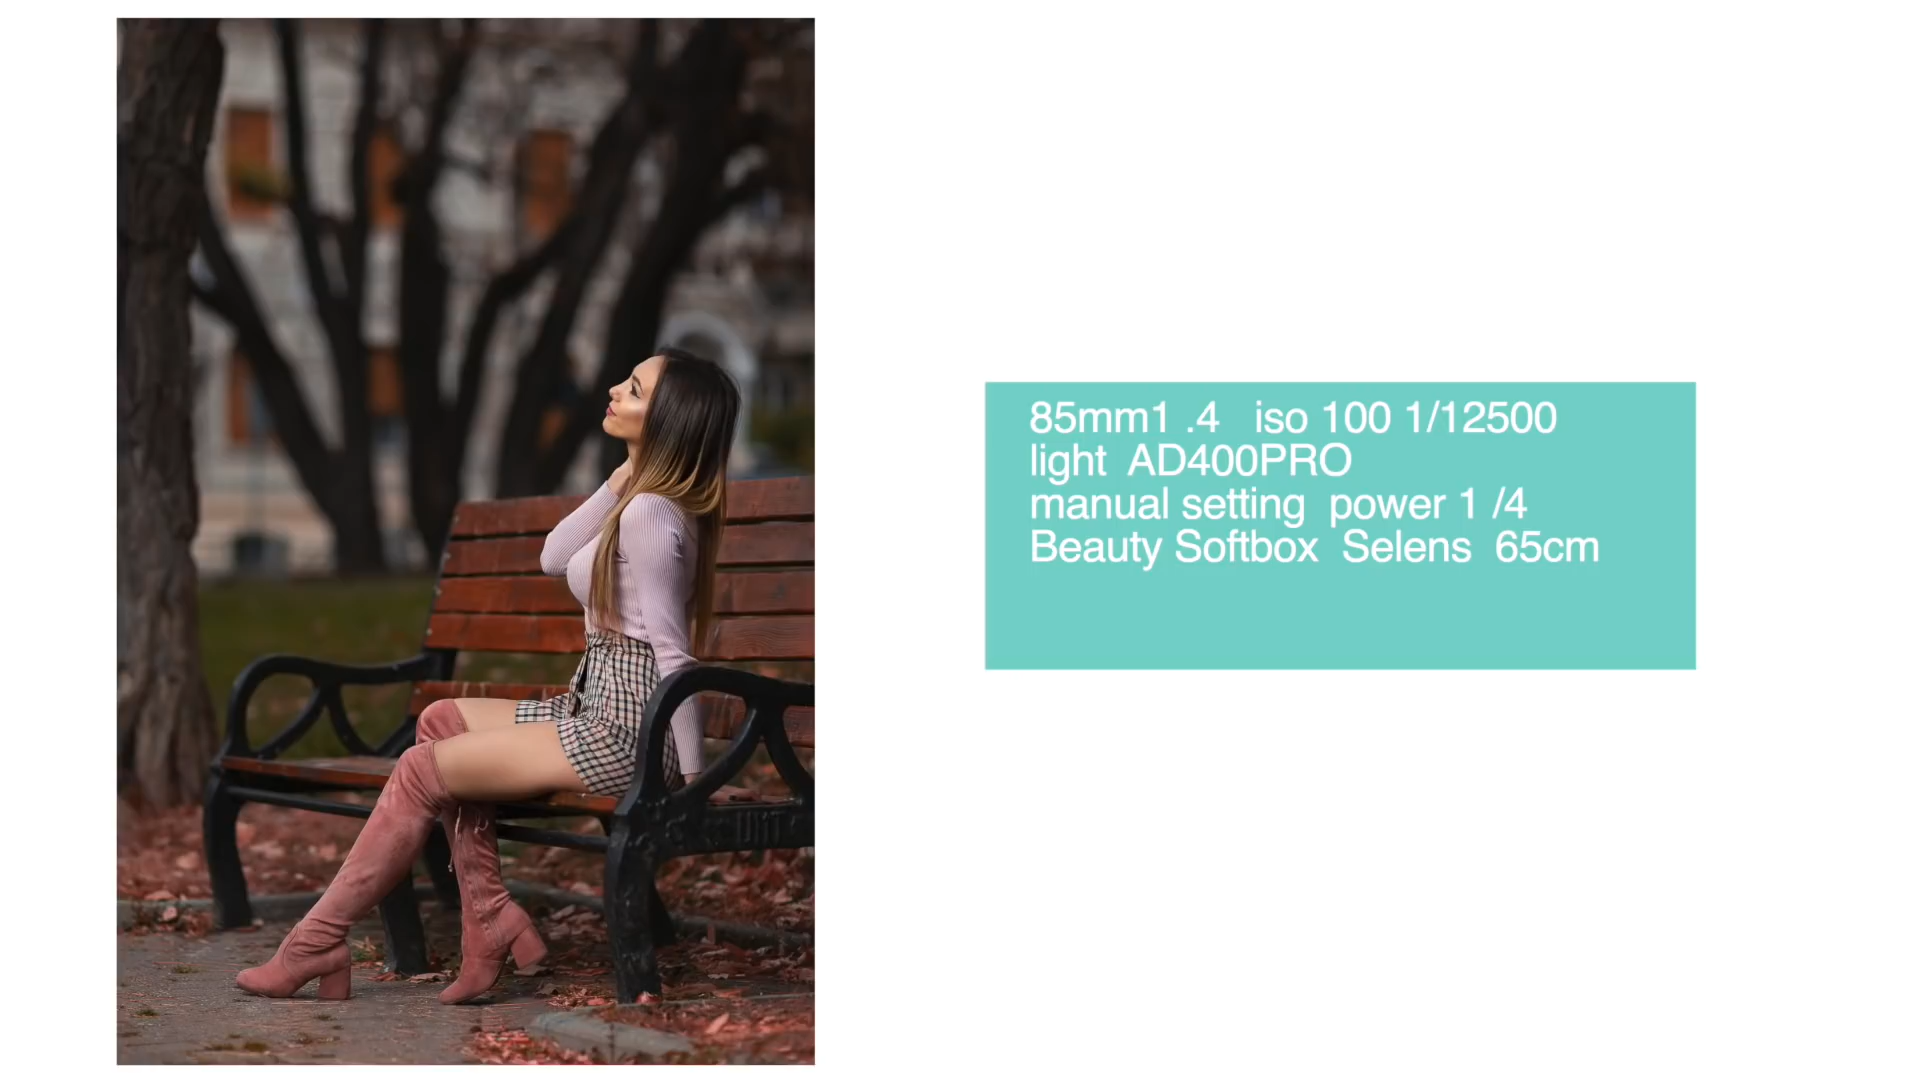 85mm1 .4 iso 100 1/12500
light AD400PRO
manual setting power 1 /4
Beauty Softbox Selens 65cm